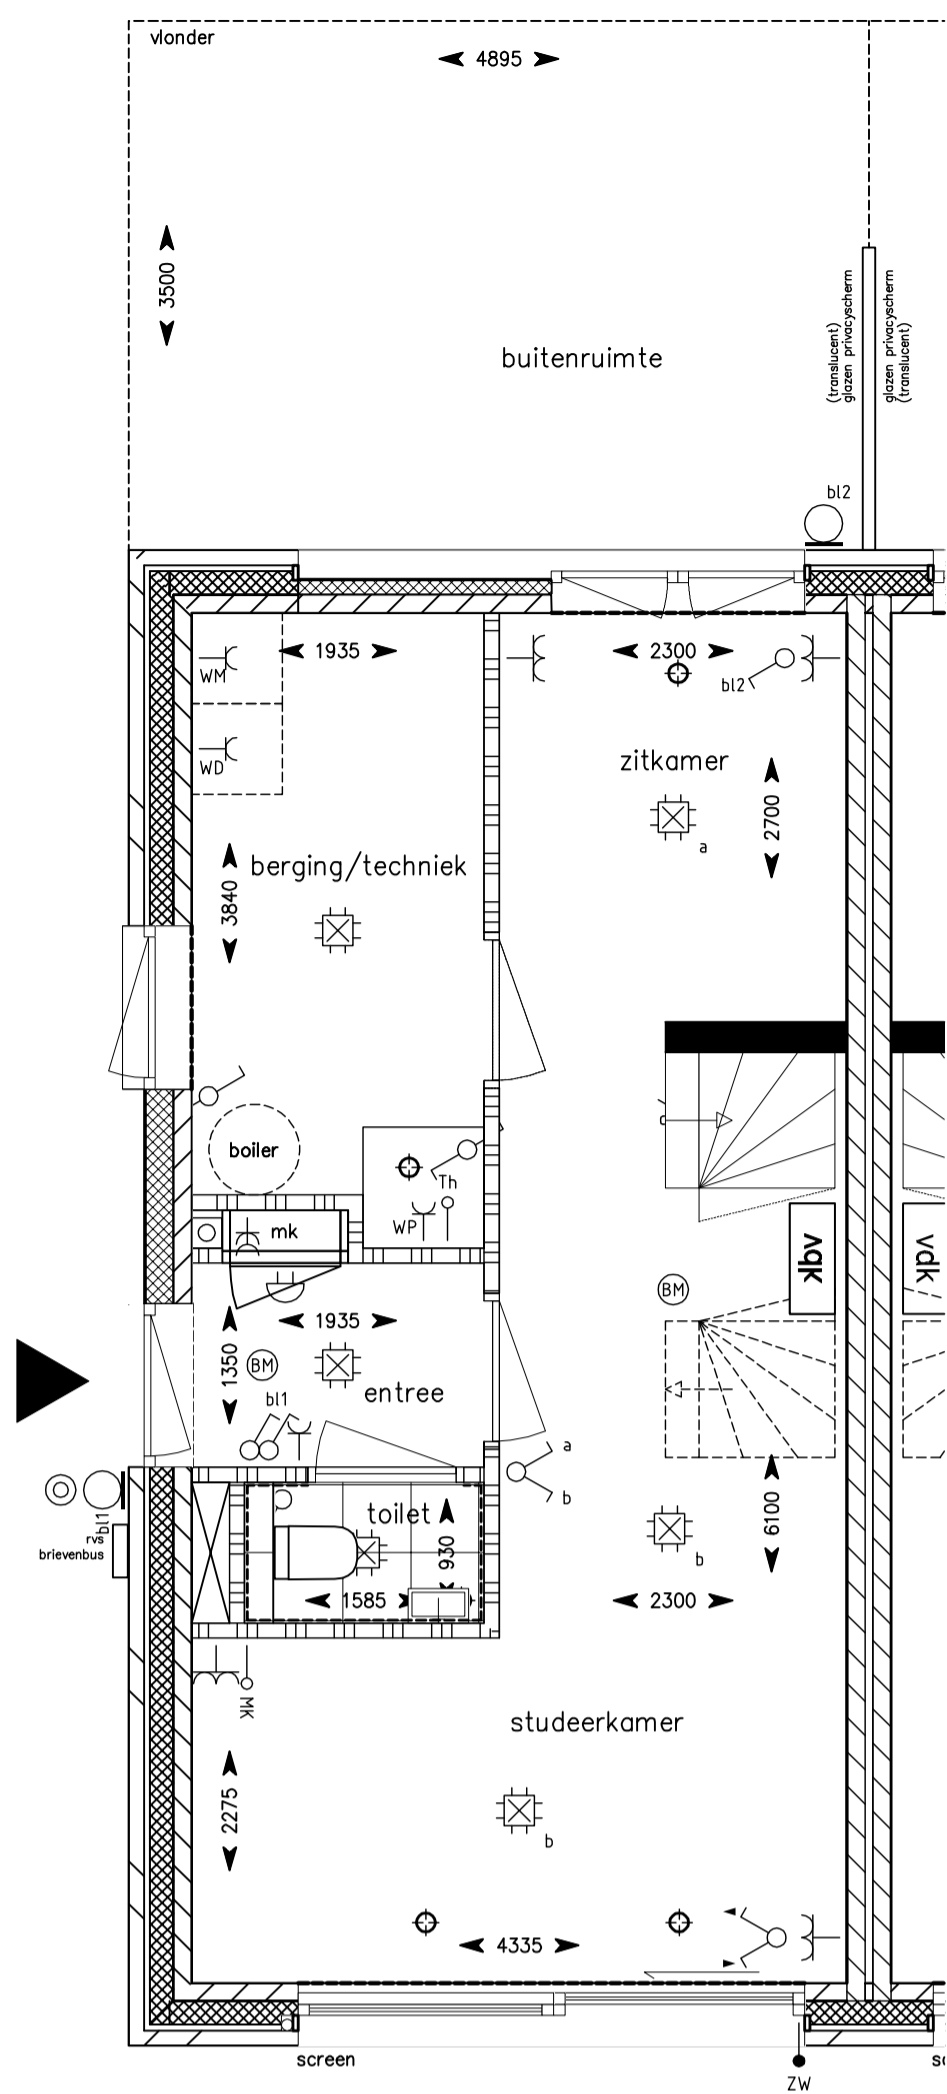 vlonder
4895
3500
(translucent)
glazen privacyscherm
glazen privacyscherm
(translucent)
buitenruimte
bl2
1935
2300
WM
bl2
WD
zitkamer
2700
a
berging/techniek
3840
boiler
Th
WP
mk
vdk
vdk
BM
1935
1350
BM
entree
bl1
a
b
toilet
930
6100
bl1
rvs
brievenbus
b
1585
2300
MK
studeerkamer
2275
b
4335
screen
sc
ZW